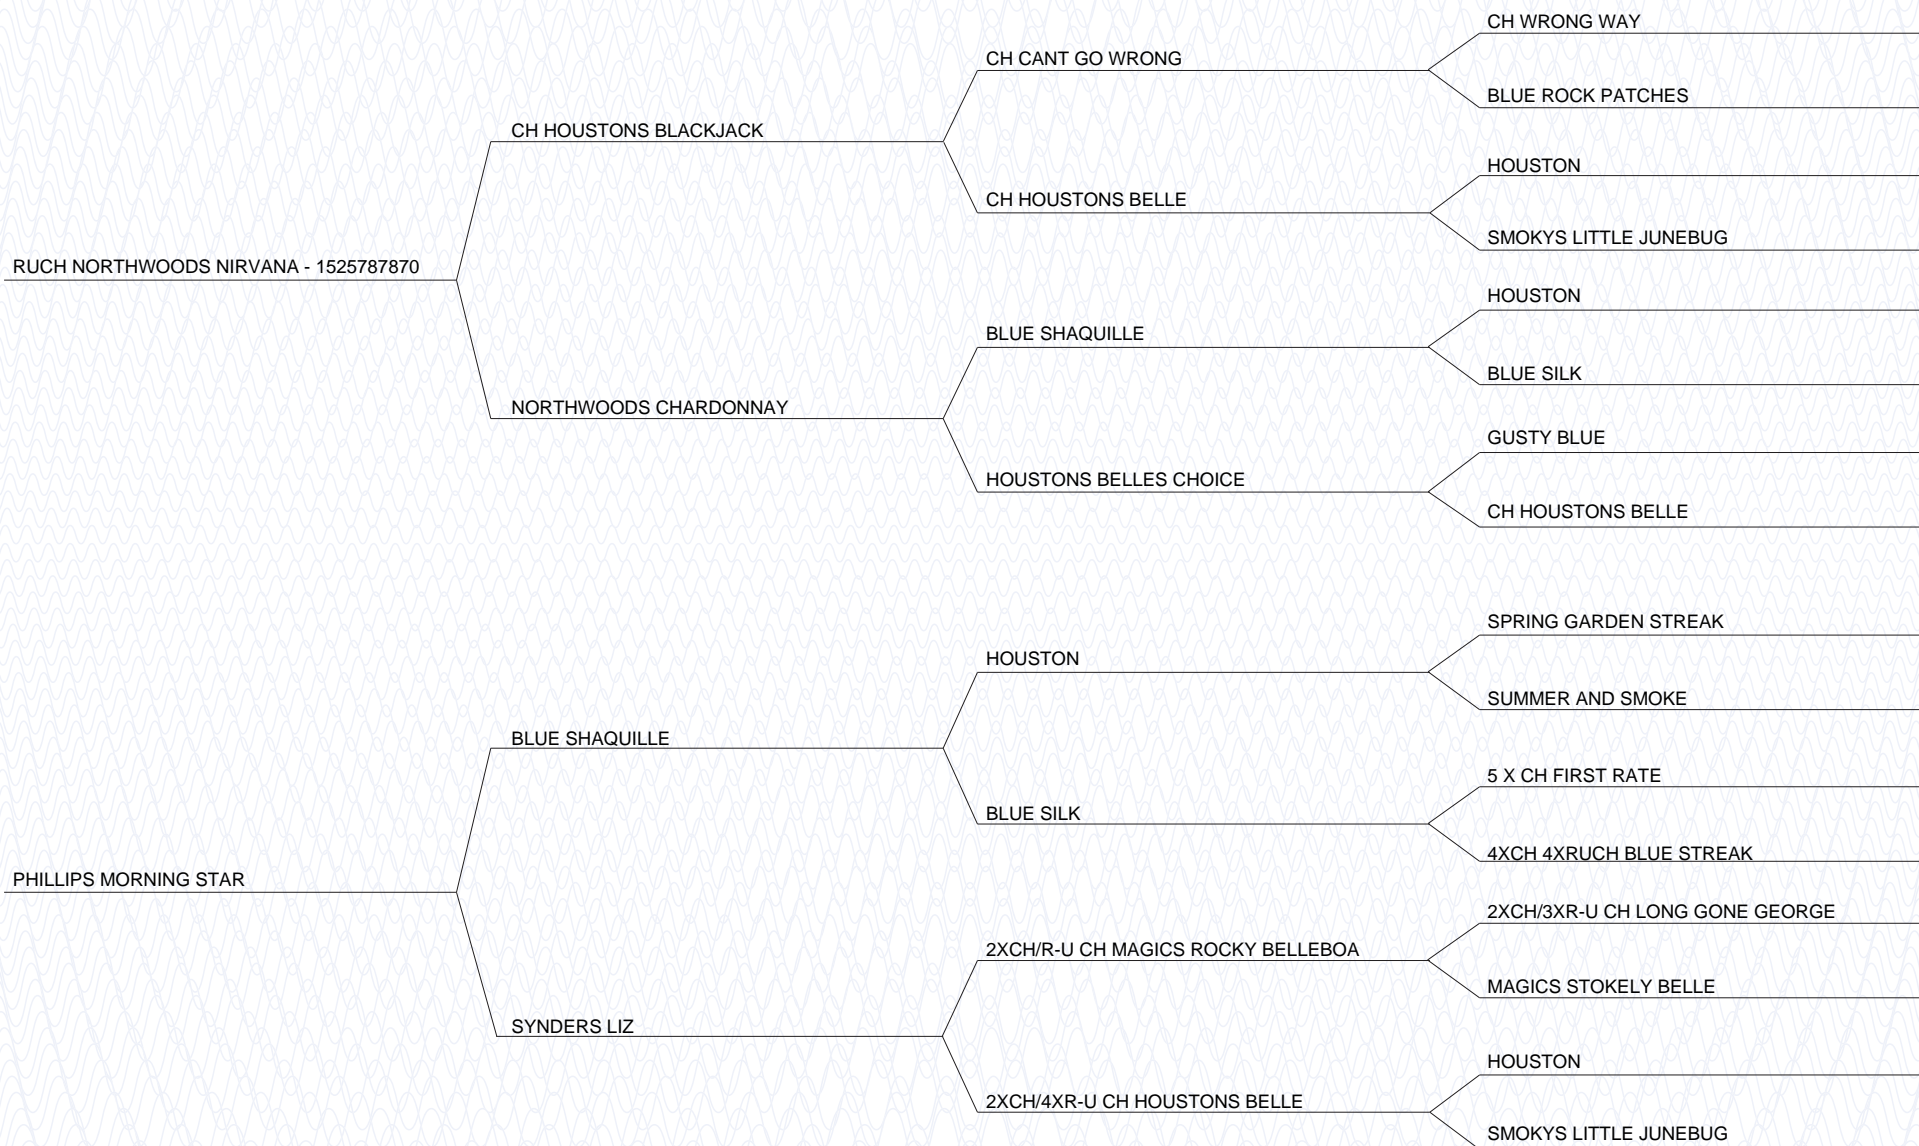 CH WRONG WAY
CH CANT GO WRONG
BLUE ROCK PATCHES
CH HOUSTONS BLACKJACK
HOUSTON
CH HOUSTONS BELLE
SMOKYS LITTLE JUNEBUG
RUCH NORTHWOODS NIRVANA - 1525787870
HOUSTON
BLUE SHAQUILLE
BLUE SILK
NORTHWOODS CHARDONNAY
GUSTY BLUE
HOUSTONS BELLES CHOICE
CH HOUSTONS BELLE
SPRING GARDEN STREAK
HOUSTON
SUMMER AND SMOKE
BLUE SHAQUILLE
5 X CH FIRST RATE
BLUE SILK
4XCH 4XRUCH BLUE STREAK
PHILLIPS MORNING STAR
2XCH/3XR-U CH LONG GONE GEORGE
2XCH/R-U CH MAGICS ROCKY BELLEBOA
MAGICS STOKELY BELLE
SYNDERS LIZ
HOUSTON
2XCH/4XR-U CH HOUSTONS BELLE
SMOKYS LITTLE JUNEBUG